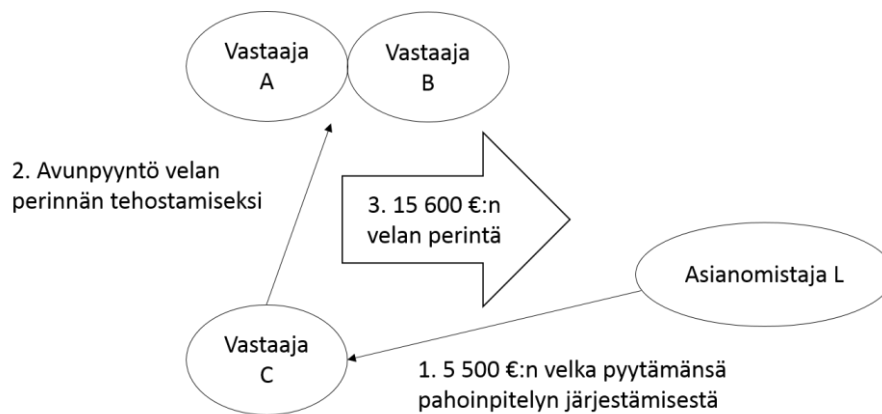 Vastaaja
A
Vastaaja
B
2. Avunpyyntö velan
perinnän tehostamiseksi
3. 15 600 €:n
velan perintä
Asianomistaja L
Vastaaja
C
1. 5 500 €:n velka pyytämänsä
pahoinpitelyn järjestämisestä